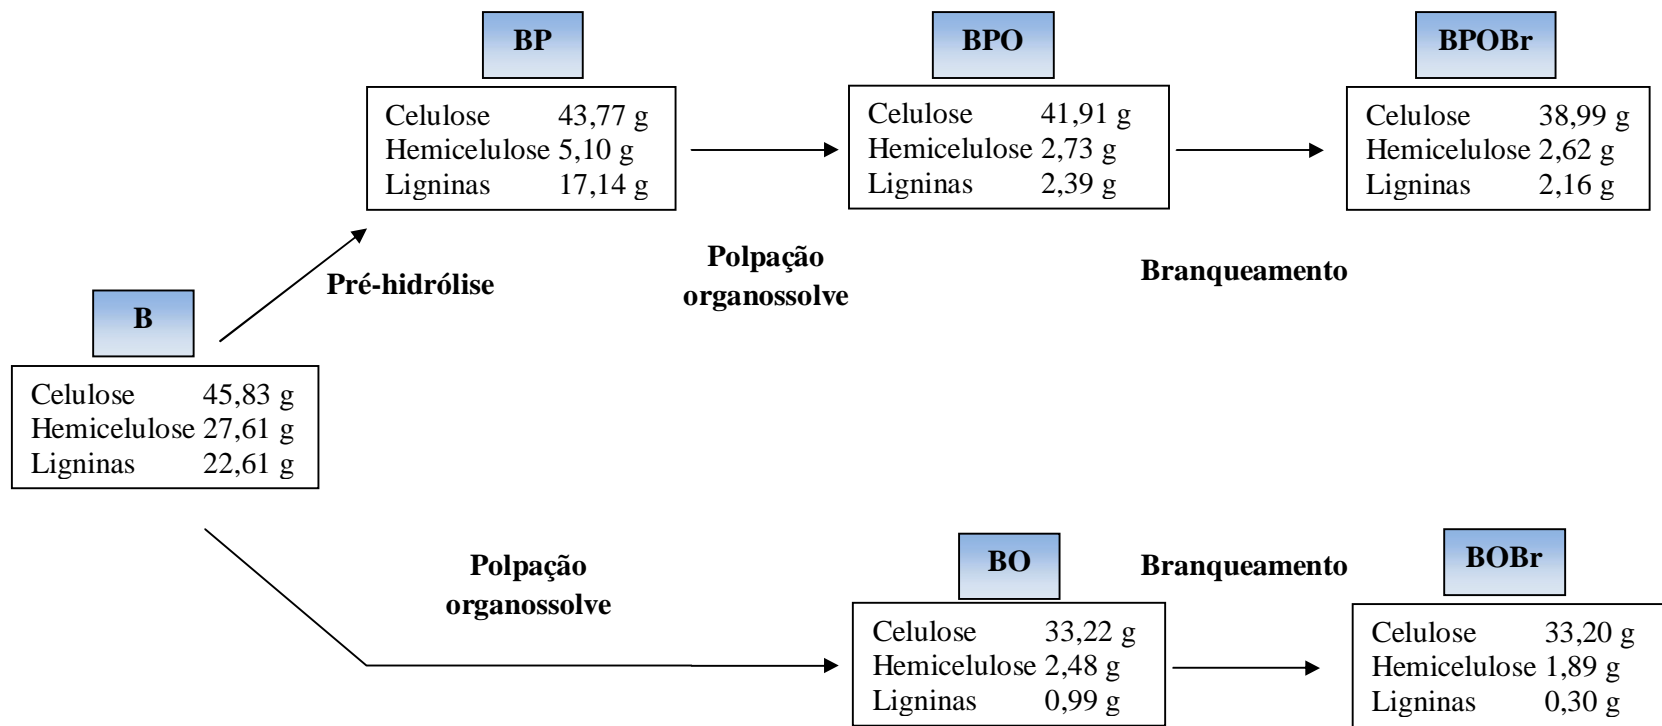 BP
Celulose 43,77 g
Hemicelulose 5,10 g
Ligninas 17,14 g
BPO
Celulose 41,91 g
Hemicelulose 2,73 g
Ligninas 2,39 g
BPOBr
Celulose 38,99 g
Hemicelulose 2,62 g
Ligninas 2,16 g
Pré-hidrólise
Polpação
organossolve
Branqueamento
B
Celulose 45,83 g
Hemicelulose 27,61 g
Ligninas 22,61 g
Polpação
organossolve
BO
Celulose 33,22 g
Hemicelulose 2,48 g
Ligninas 0,99 g
Branqueamento
BOBr
Celulose 33,20 g
Hemicelulose 1,89 g
Ligninas 0,30 g